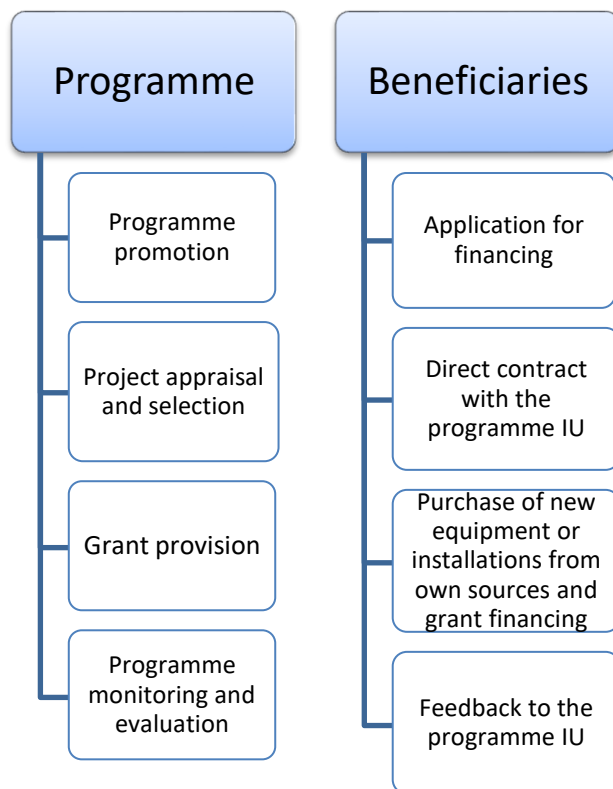 Programme
Programme
promotion
Project appraisal
and selection
Grant provision
Programme
monitoring and
evaluation
Beneficiaries
Application for
financing
Direct contract
with the
programme IU
Purchase of new
equipment or
installations from
own sources and
grant financing
Feedback to the
programme IU